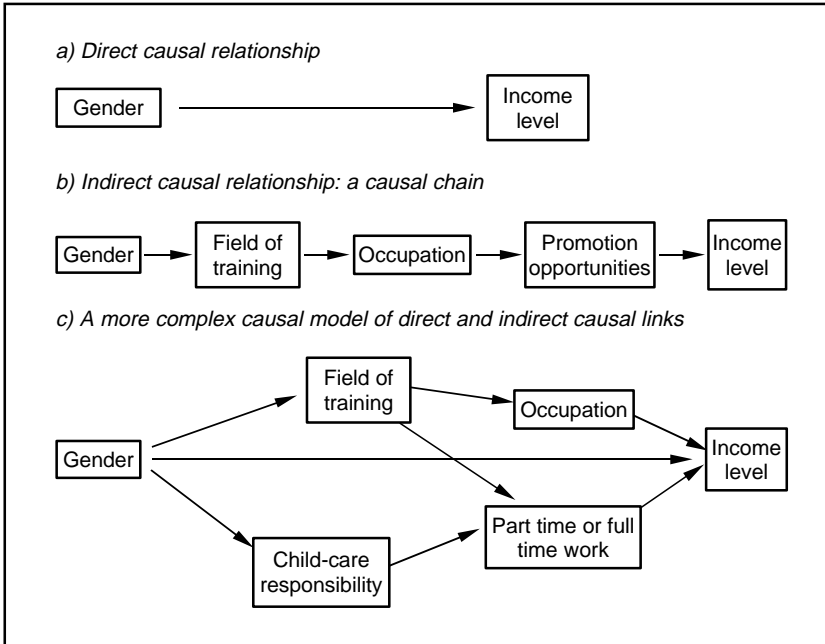 a) Direct causal relationship
Gender
Income
level
b) Indirect causal relationship: a causal chain
Gender
Field of
training
Occupation
Promotion
opportunities
Income
level
c) A more complex causal model of direct and indirect causal links
Field of
training
Occupation
Gender
Income
level
Part time or full
time work
Child-care
responsibility